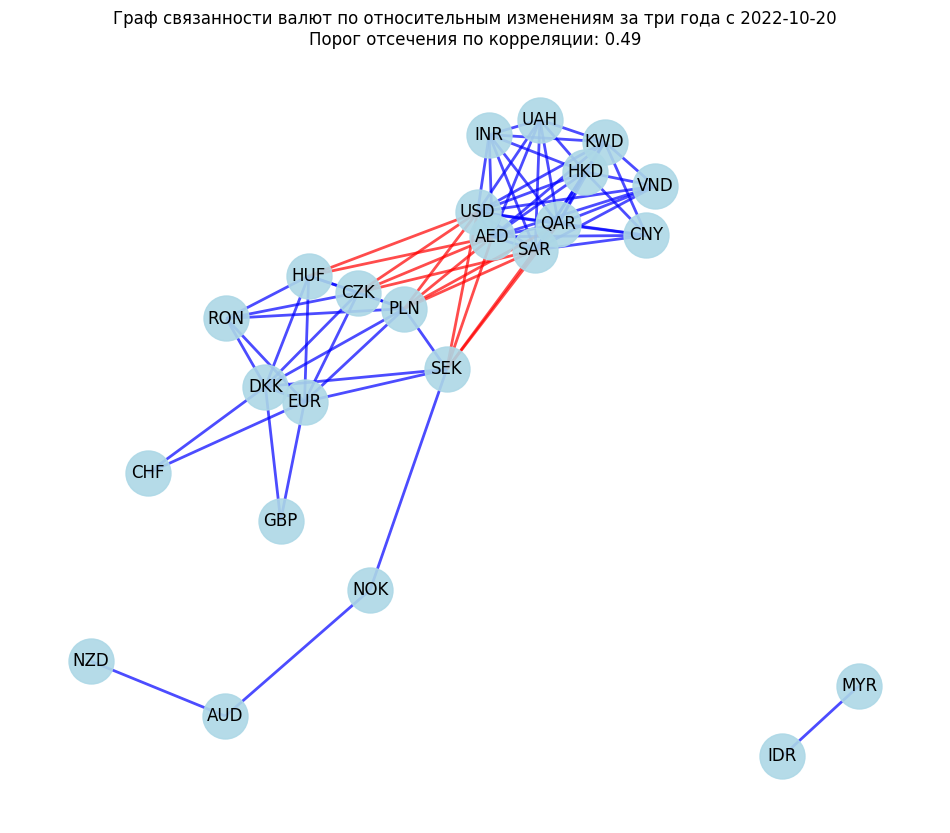 Граф связанности валют по относительным изменениям за три года с 2022-10-20
Порог отсечения по корреляции: 0.49
UAH
INR
KWD
HKD
VND
USD
QAR
AED
CNY
SAR
HUF
CZK
PLN
RON
SEK
DKK
EUR
CHF
GBP
NOK
NZD
MYR
AUD
IDR